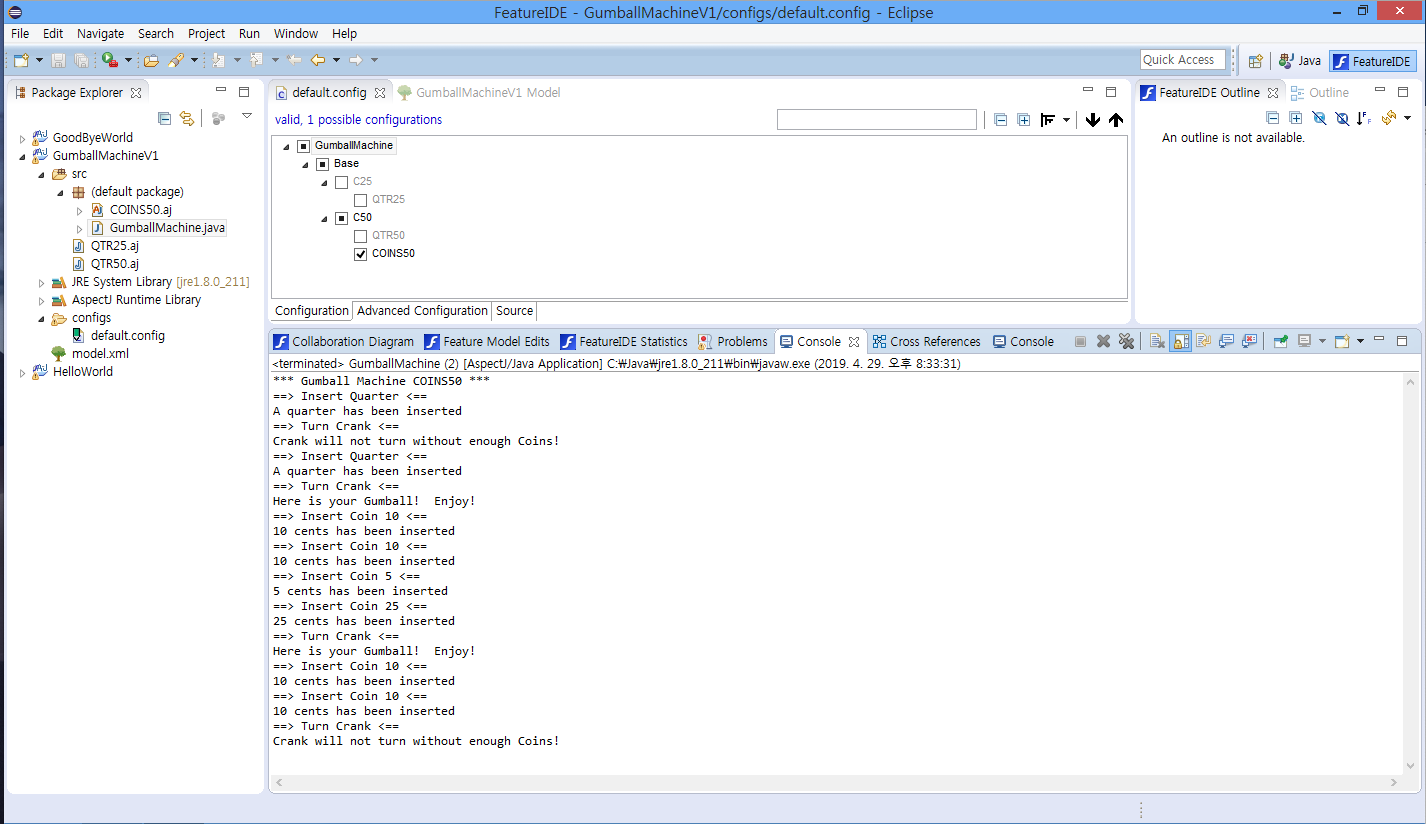 FeatureIDE - GumballMachineV1/configs/default.config - Eclipse
File Edit Navigate Search Project Run Window Help
Quick Access
Java
FeatureIDE
Package Explorer
GoodByeWorld
GumballMachineV1
src
(default package)
COINS50.aj
GumballMachine.java
QTR25.aj
QTR50.aj
JRE System Library [jre1.8.0_211]
AspectJ Runtime Library
configs
default.config
model.xml
HelloWorld
default.config GumballMachineV1 Model
valid, 1 possible configurations
GumballMachine
Base
C25
QTR25
C50
QTR50
COINS50
Configuration Advanced Configuration Source
FeatureIDE Outline Outline
An outline is not available.
Collaboration Diagram Feature Model Edits FeatureIDE Statistics Problems Console Cross References Console
<terminated> GumballMachine (2) [AspectJ/Java Application] C:₩Java₩jre1.8.0_211₩bin₩javaw.exe (2019. 4. 29. 오후 8:33:31)
*** Gumball Machine COINS50 ***
==> Insert Quarter <==
A quarter has been inserted
==> Turn Crank <==
Crank will not turn without enough Coins!
==> Insert Quarter <==
A quarter has been inserted
==> Turn Crank <==
Here is your Gumball!  Enjoy!
==> Insert Coin 10 <==
10 cents has been inserted
==> Insert Coin 10 <==
10 cents has been inserted
==> Insert Coin 5 <==
5 cents has been inserted
==> Insert Coin 25 <==
25 cents has been inserted
==> Turn Crank <==
Here is your Gumball!  Enjoy!
==> Insert Coin 10 <==
10 cents has been inserted
==> Insert Coin 10 <==
10 cents has been inserted
==> Turn Crank <==
Crank will not turn without enough Coins!